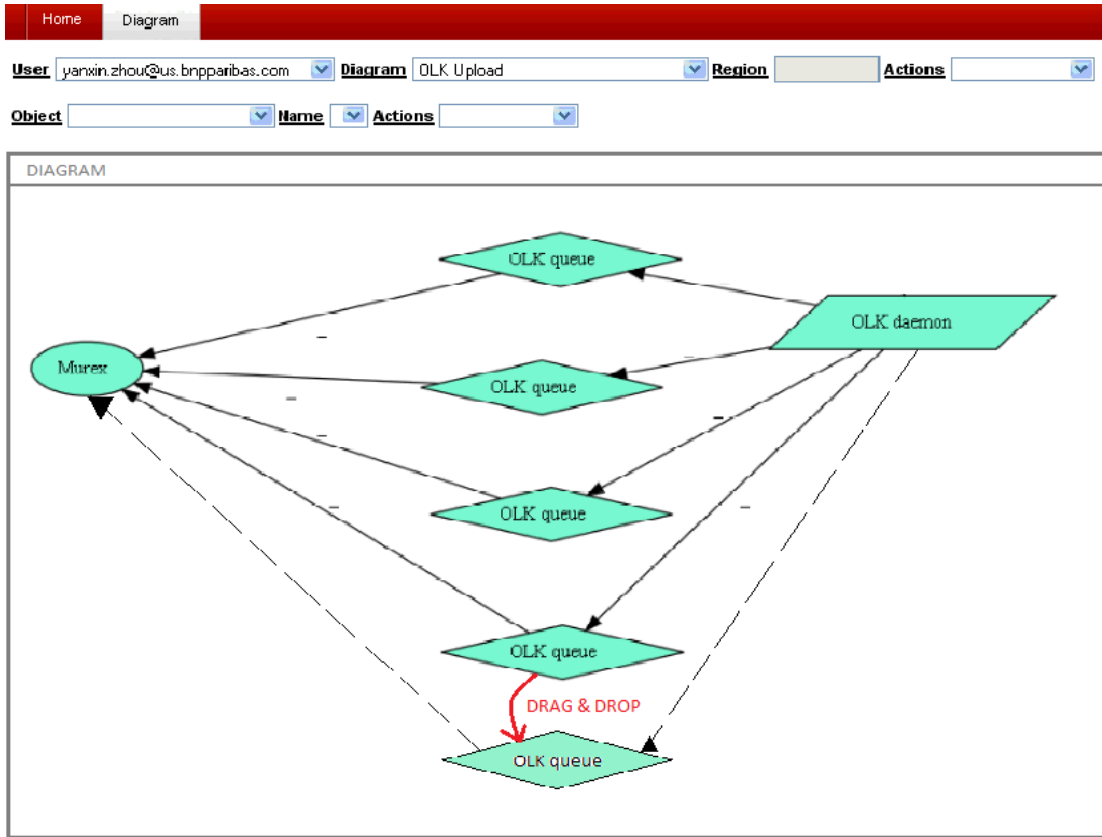 Home Diagram
User yanxin.zhou@us.bnpparibas.com Diagram OLK Upload Region Actions
Object Name Actions
DIAGRAM
OLK queue
OLK daemon
Murex
OLK queue
OLK queue
OLK queue
DRAG & DROP
OLK queue